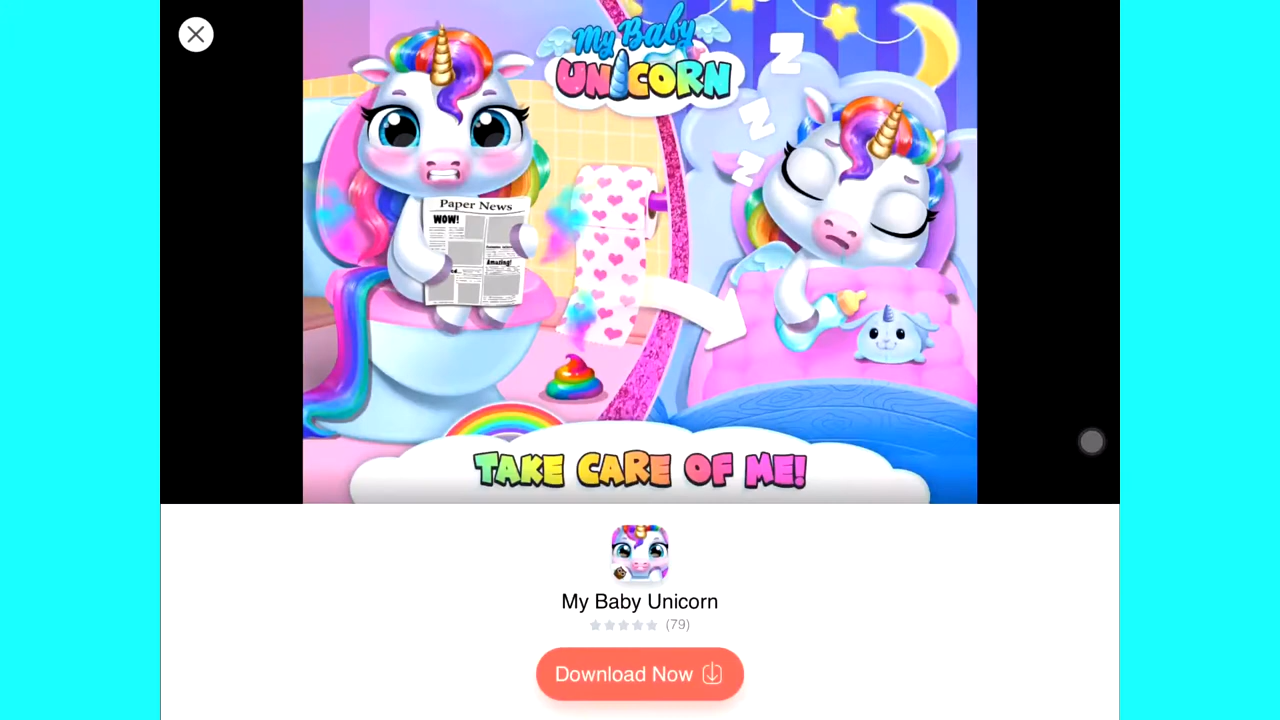 My Baby
UNICORN
Z
Z
Z
Paper News
WOW!
Amazing!
TAKE CARE OF ME!
My Baby Unicorn
(79)
Download Now